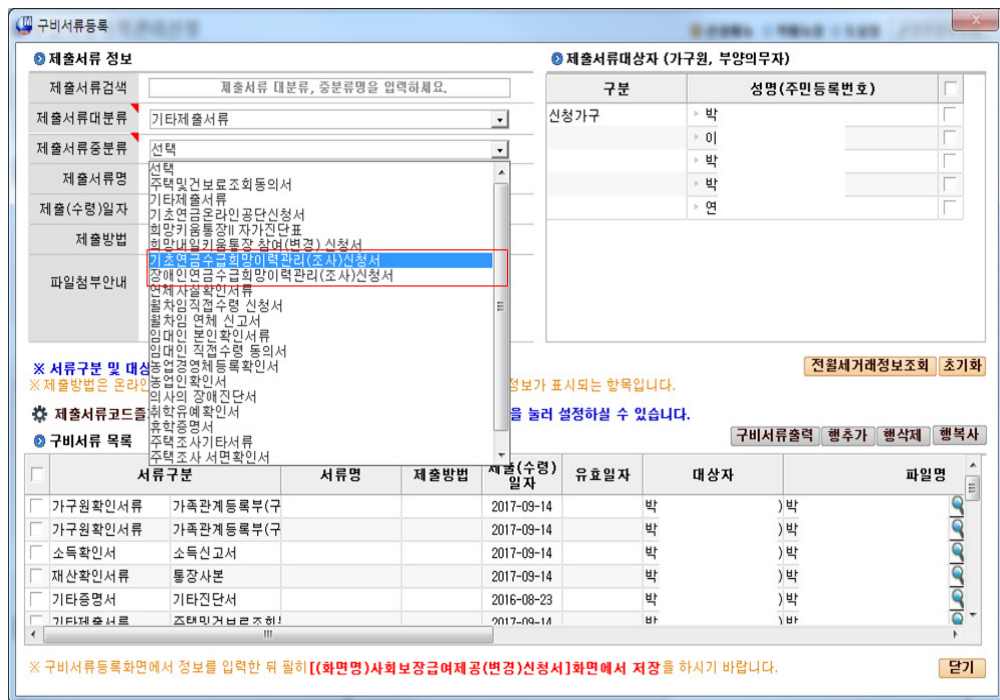 구비서류등록
제출서류 정보
제출서류검색 제출서류 대분류, 중분류명을 입력하세요.
제출서류대분류 기타제출서류
제출서류중분류 선택
제출서류명
제출(수령)일자
제출방법
파일첨부안내
선택
주택및건보료조회동의서
기타제출서류
기초연금온라인공단신청서
희망키움통장II 자가진단표
희망내일키움통장 참여(변경) 신청서
기초연금수급희망이력관리(조사)신청서
장애인연금수급희망이력관리(조사)신청서
연체사실확인서류
월차임직접수령 신청서
월차임 연체 신고서
임대인 본인확인서류
임대인 직접수령 동의서
농업경영체등록확인서
농업인확인서
의사의 장애진단서
취학유예확인서
휴학증명서
주택조사기타서류
주택조사 서면확인서
제출서류대상자 (가구원, 부양의무자)
구분 성명(주민등록번호)
신청가구 박
이
박
박
연
전월세거래정보조회 초기화
※ 서류구분 및 대상
※ 제출방법은 온라인 정보가 표시되는 항목입니다.
제출서류코드즐 을 눌러 설정하실 수 있습니다.
구비서류 목록 구비서류출력 행추가 행삭제 행복사
서류구분 서류명 제출방법 제출(수령)일자 유효일자 대상자 파일명
가구원확인서류 가족관계등록부(구 2017-09-14 박 )박
가구원확인서류 가족관계등록부(구 2017-09-14 박 )박
소득확인서 소득신고서 2017-09-14 박 )박
재산확인서류 통장사본 2017-09-14 박 )박
기타증명서 기타진단서 2016-08-23 박 )박
기타제출서류 주택및건보료조회 2017-09-14 박 )박
※ 구비서류등록화면에서 정보를 입력한 뒤 필히 [(화면명)사회보장급여제공(변경)신청서]화면에서 저장을 하시기 바랍니다. 닫기